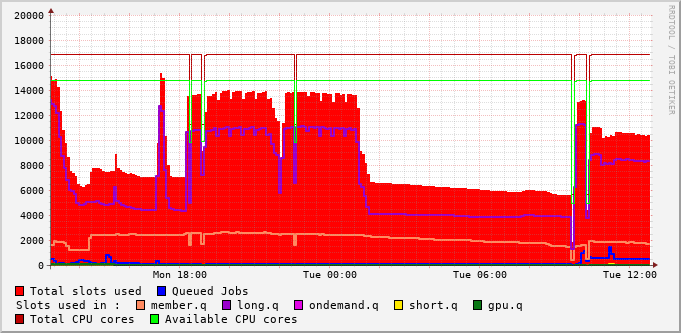 20000
18000
16000
14000
12000
10000
8000
6000
4000
2000
0
Mon 18:00 Tue 00:00 Tue 06:00 Tue 12:00
Total slots used Queued Jobs
Slots used in : member.q long.q ondemand.q short.q gpu.q
Total CPU cores Available CPU cores
RRDTOOL / TOBI OETIKER